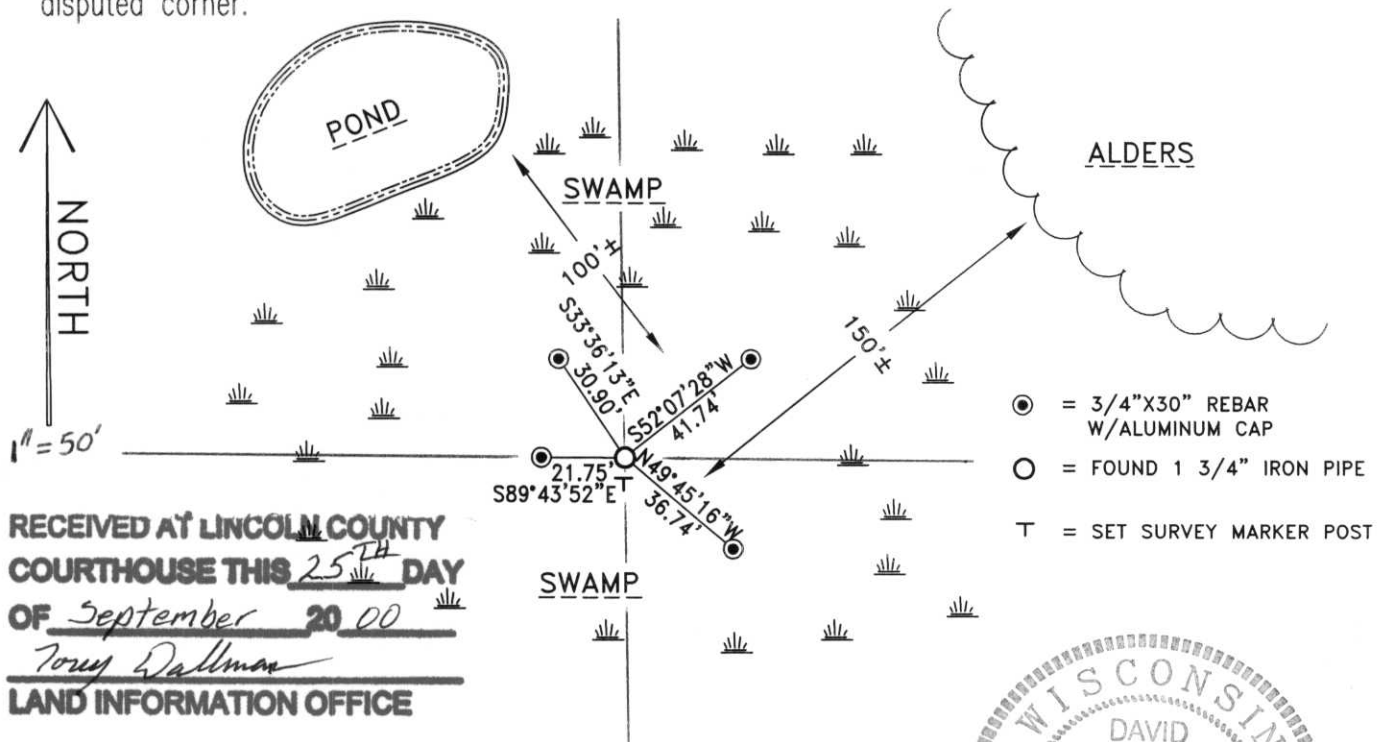 disputed corner.
POND
SWAMP
ALDERS
NORTH
100'±
150'±
S33°36'13"E
30.90'
S52°07'28"W
41.74'
1"=50'
21.75'
S89°43'52"E
N49°45'16"W
36.74'
= 3/4"X30" REBAR
W/ALUMINUM CAP
= FOUND 1 3/4" IRON PIPE
T = SET SURVEY MARKER POST
SWAMP
RECEIVED AT LINCOLN COUNTY
COURTHOUSE THIS 25TH DAY
OF September 2000
Tony Dallman
LAND INFORMATION OFFICE
WISCONSIN
DAVID